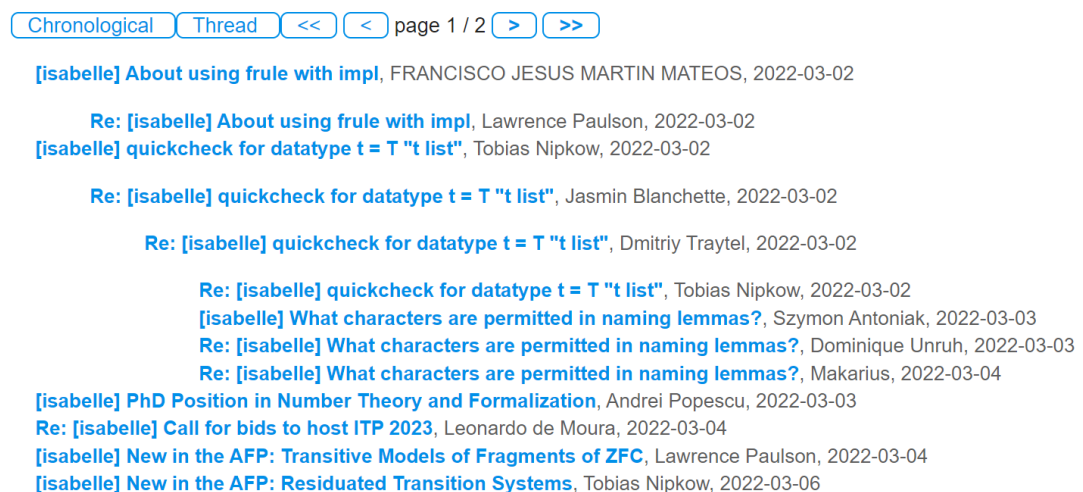 Chronological Thread << < page 1 / 2 > >>
[isabelle] About using frule with impl, FRANCISCO JESUS MARTIN MATEOS, 2022-03-02
Re: [isabelle] About using frule with impl, Lawrence Paulson, 2022-03-02
[isabelle] quickcheck for datatype t = T "t list", Tobias Nipkow, 2022-03-02
Re: [isabelle] quickcheck for datatype t = T "t list", Jasmin Blanchette, 2022-03-02
Re: [isabelle] quickcheck for datatype t = T "t list", Dmitriy Traytel, 2022-03-02
Re: [isabelle] quickcheck for datatype t = T "t list", Tobias Nipkow, 2022-03-02
[isabelle] What characters are permitted in naming lemmas?, Szymon Antoniak, 2022-03-03
Re: [isabelle] What characters are permitted in naming lemmas?, Dominique Unruh, 2022-03-03
Re: [isabelle] What characters are permitted in naming lemmas?, Makarius, 2022-03-04
[isabelle] PhD Position in Number Theory and Formalization, Andrei Popescu, 2022-03-03
Re: [isabelle] Call for bids to host ITP 2023, Leonardo de Moura, 2022-03-04
[isabelle] New in the AFP: Transitive Models of Fragments of ZFC, Lawrence Paulson, 2022-03-04
[isabelle] New in the AFP: Residuated Transition Systems, Tobias Nipkow, 2022-03-06